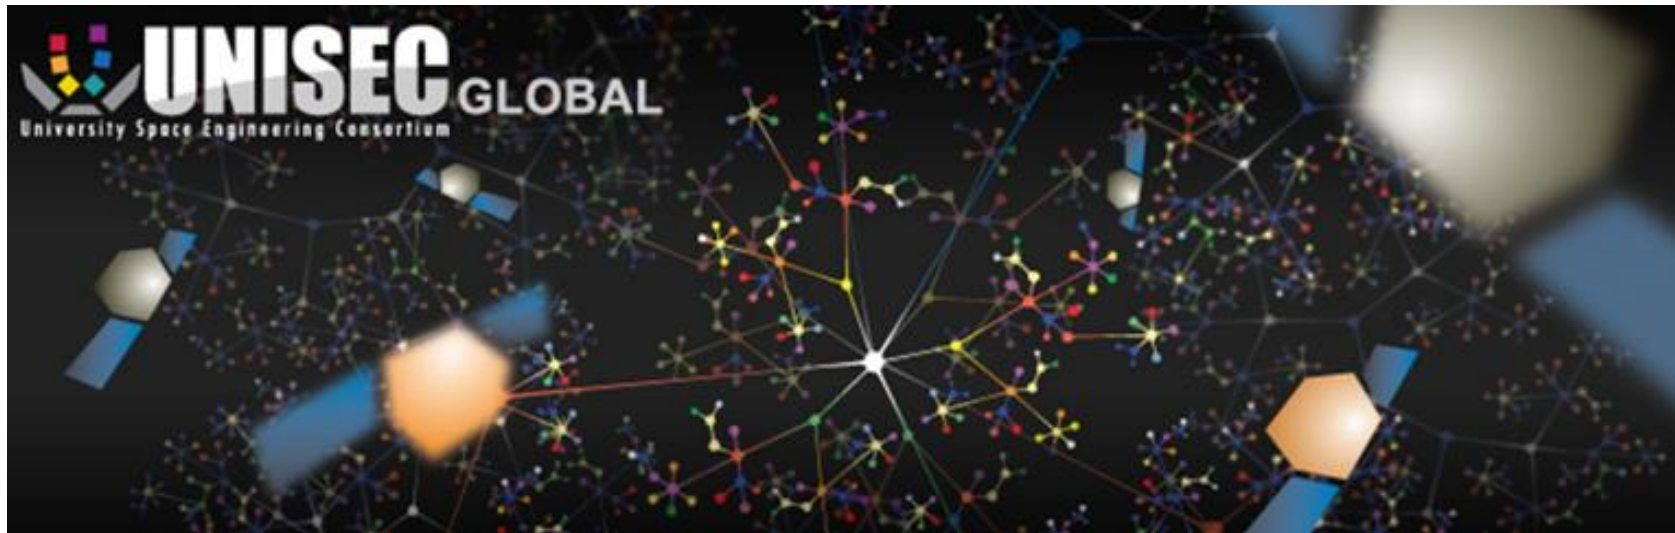 UNISEC GLOBAL
University Space Engineering Consortium